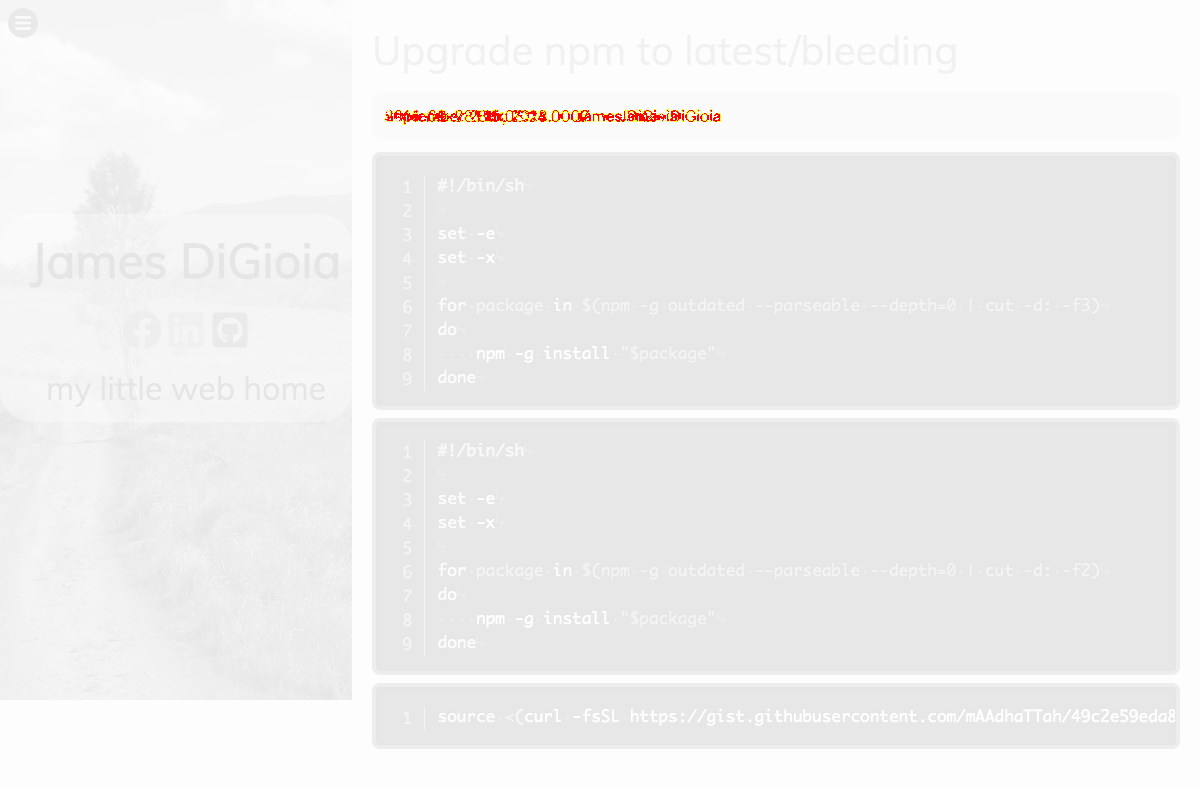 Upgrade npm to latest/bleeding
James DiGioia
my little web home
1 #!/bin/sh
2
3 set -e
4 set -x
5
6 for package in $(npm -g outdated --parseable --depth=0 | cut -d: -f3)
7 do
8 npm -g install "$package"
9 done
1 #!/bin/sh
2
3 set -e
4 set -x
5
6 for package in $(npm -g outdated --parseable --depth=0 | cut -d: -f2)
7 do
8 npm -g install "$package"
9 done
1 source <(curl -fsSL https://gist.githubusercontent.com/mAAdhaTTah/49c2e59eda8